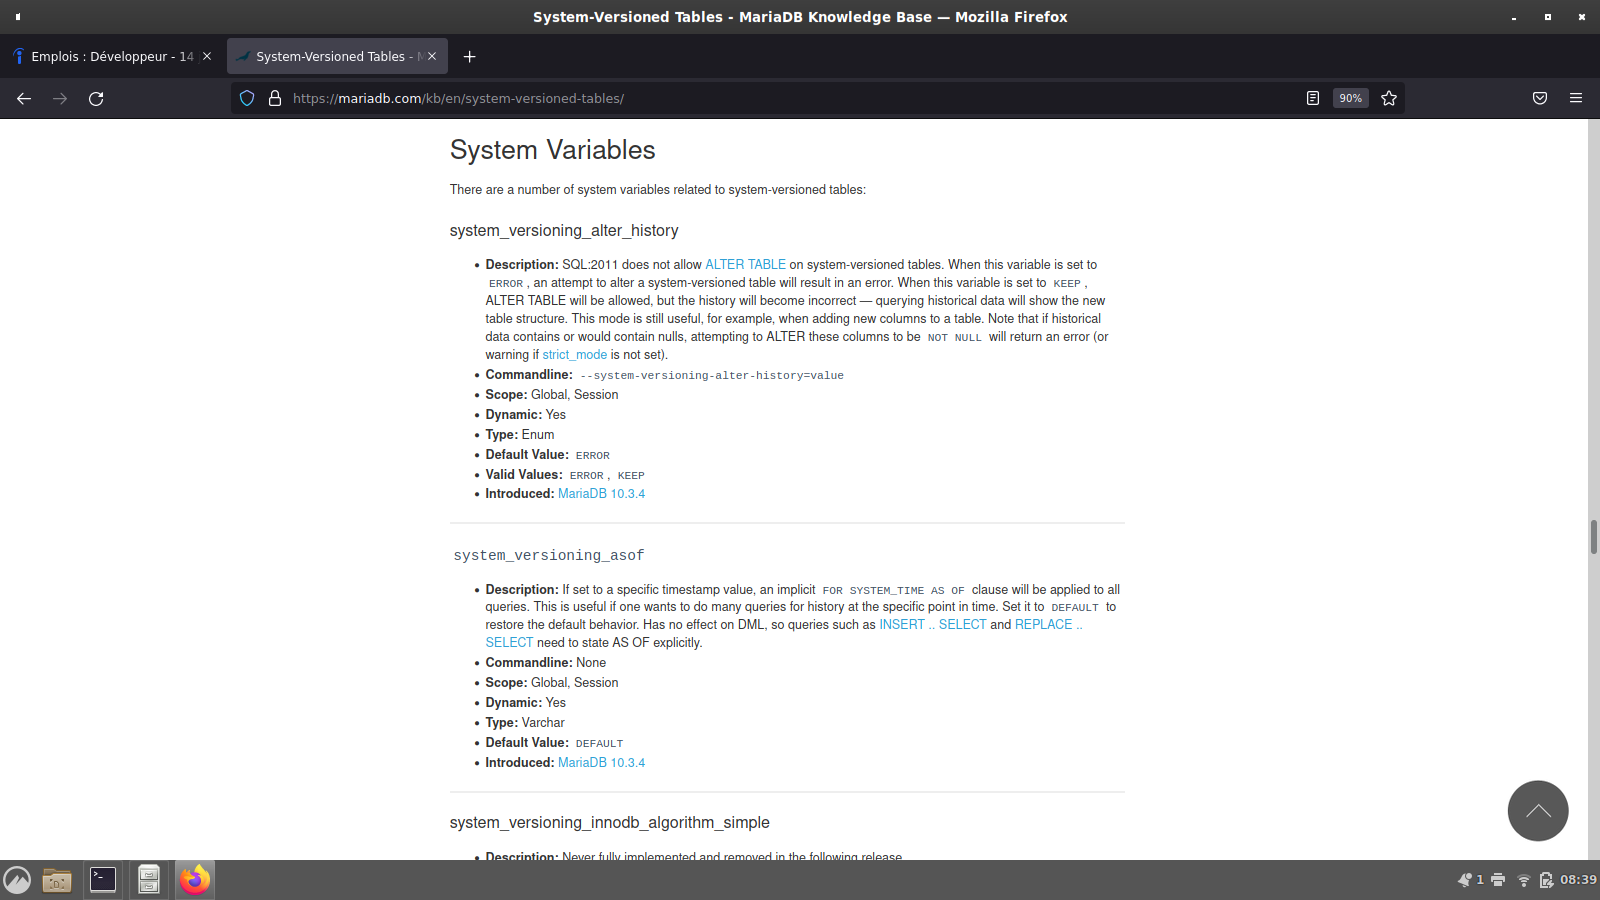 System-Versioned Tables - MariaDB Knowledge Base — Mozilla Firefox
Emplois : Développeur - 14
System-Versioned Tables -
https://mariadb.com/kb/en/system-versioned-tables/
90%
System Variables
There are a number of system variables related to system-versioned tables:
system_versioning_alter_history
• Description: SQL:2011 does not allow ALTER TABLE on system-versioned tables. When this variable is set to
ERROR, an attempt to alter a system-versioned table will result in an error. When this variable is set to KEEP,
ALTER TABLE will be allowed, but the history will become incorrect — querying historical data will show the new
table structure. This mode is still useful, for example, when adding new columns to a table. Note that if historical
data contains or would contain nulls, attempting to ALTER these columns to be NOT NULL will return an error (or
warning if strict_mode is not set).
• Commandline: --system-versioning-alter-history=value
• Scope: Global, Session
• Dynamic: Yes
• Type: Enum
• Default Value: ERROR
• Valid Values: ERROR, KEEP
• Introduced: MariaDB 10.3.4
system_versioning_asof
• Description: If set to a specific timestamp value, an implicit FOR SYSTEM_TIME AS OF clause will be applied to all
queries. This is useful if one wants to do many queries for history at the specific point in time. Set it to DEFAULT to
restore the default behavior. Has no effect on DML, so queries such as INSERT .. SELECT and REPLACE ..
SELECT need to state AS OF explicitly.
• Commandline: None
• Scope: Global, Session
• Dynamic: Yes
• Type: Varchar
• Default Value: DEFAULT
• Introduced: MariaDB 10.3.4
system_versioning_innodb_algorithm_simple
• Description: Never fully implemented and removed in the following release
1
08:39